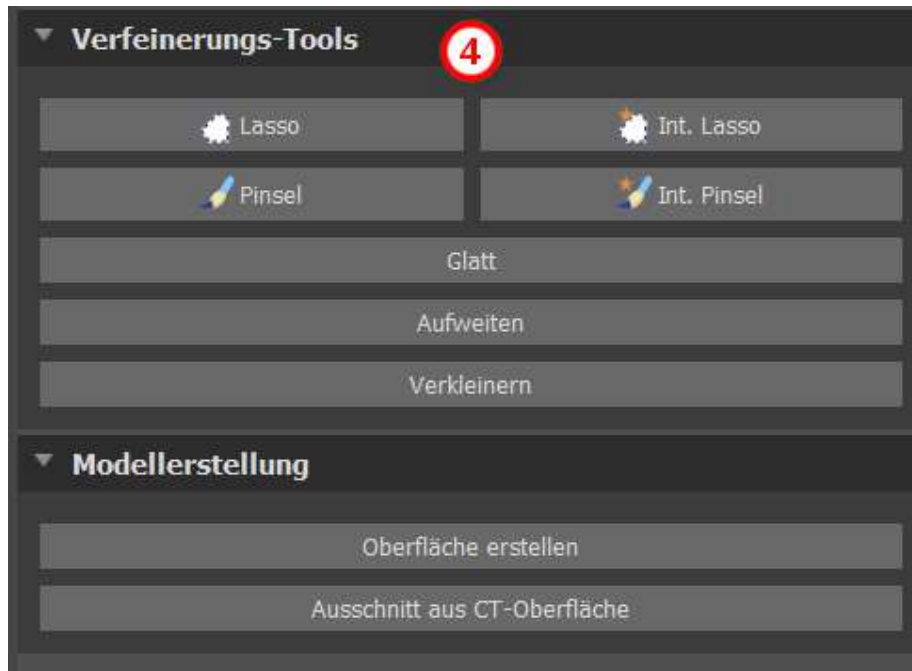 Verfeinerungs-Tools 4
Lasso Int. Lasso
Pinsel Int. Pinsel
Glatt
Aufweiten
Verkleinern
Modellerstellung
Oberfläche erstellen
Ausschnitt aus CT-Oberfläche